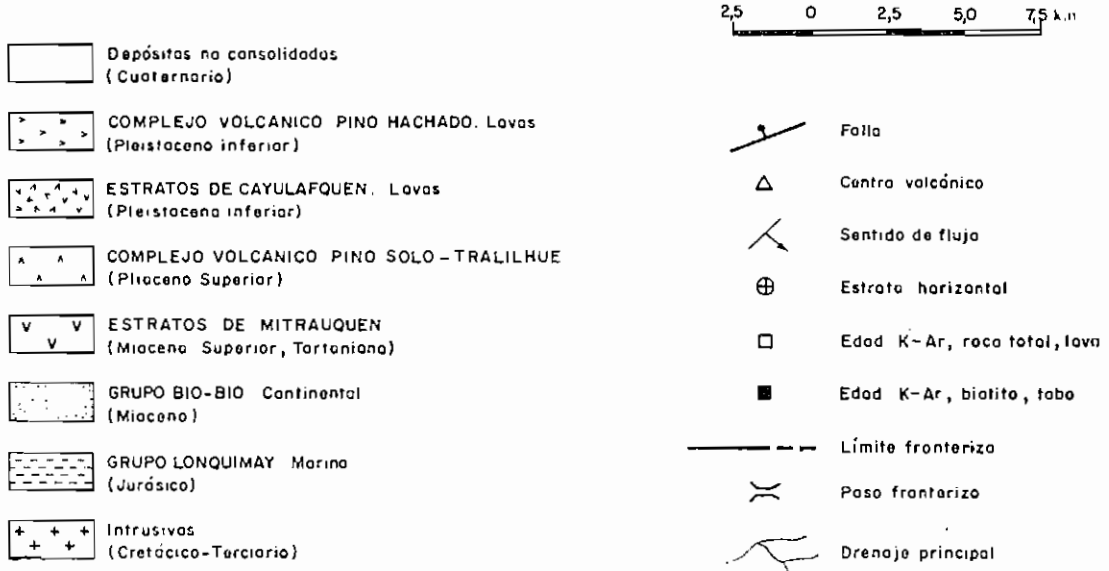 2,5 0 2,5 5,0 7,5 k.m
Depósitos no consolidados
(Cuaternario)
COMPLEJO VOLCANICO PINO HACHADO. Lavas
(Pleistoceno inferior)
ESTRATOS DE CAYULAFQUEN. Lavas
(Pleistoceno inferior)
COMPLEJO VOLCANICO PINO SOLO - TRALILHUE
(Plioceno Superior)
ESTRATOS DE MITRAUQUEN
(Mioceno Superior, Tortoniano)
GRUPO BIO-BIO Continental
(Mioceno)
GRUPO LONQUIMAY Marino
(Jurásico)
Intrusivos
(Cretácico-Terciario)
Falla
Centro volcánico
Sentido de flujo
Estrato horizontal
Edad K-Ar, roca total, lava
Edad K-Ar, biotito, toba
Límite fronterizo
Paso fronterizo
Drenaje principal